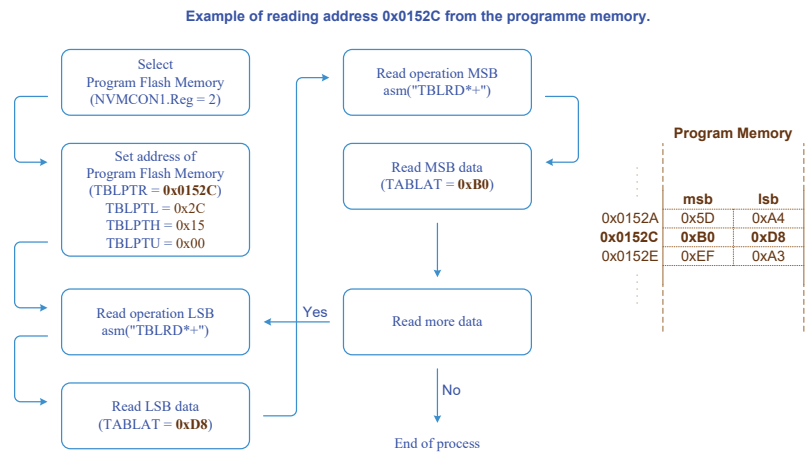 Example of reading address 0x0152C from the programme memory.
Select
Program Flash Memory
(NVMCON1.Reg = 2)
Set address of
Program Flash Memory
(TBLPTR = 0x0152C)
TBLPTL = 0x2C
TBLPTH = 0x15
TBLPTU = 0x00
Read operation LSB
asm("TBLRD*+")
Read LSB data
(TABLAT = 0xD8)
Read operation MSB
asm("TBLRD*+")
Read MSB data
(TABLAT = 0xB0)
Read more data
Yes
No
End of process
Program Memory
msb lsb
0x0152A 0x5D 0xA4
0x0152C 0xB0 0xD8
0x0152E 0xEF 0xA3